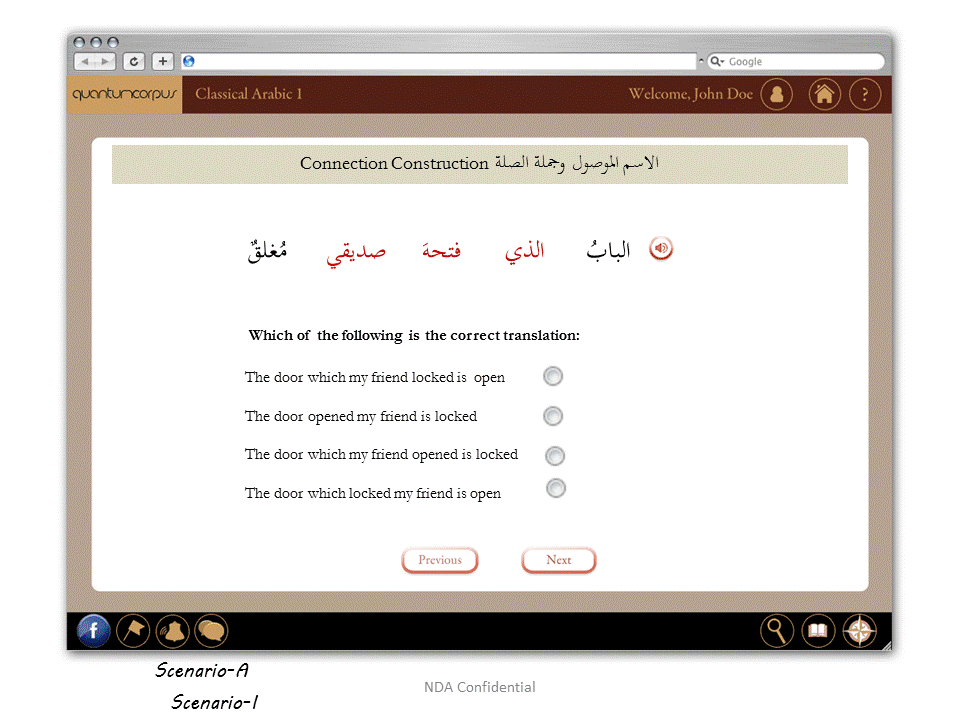 Google
quantumcorpus Classical Arabic 1 Welcome, John Doe ?
Connection Construction الاسم الموصول وجملة الصلة
البابُ الذي فتحهَ صديقي مُغلقٌ
Which of the following is the correct translation:
The door which my friend locked is open
The door opened my friend is locked
The door which my friend opened is locked
The door which locked my friend is open
Previous Next
f
Scenario-A
Scenario-1
NDA Confidential